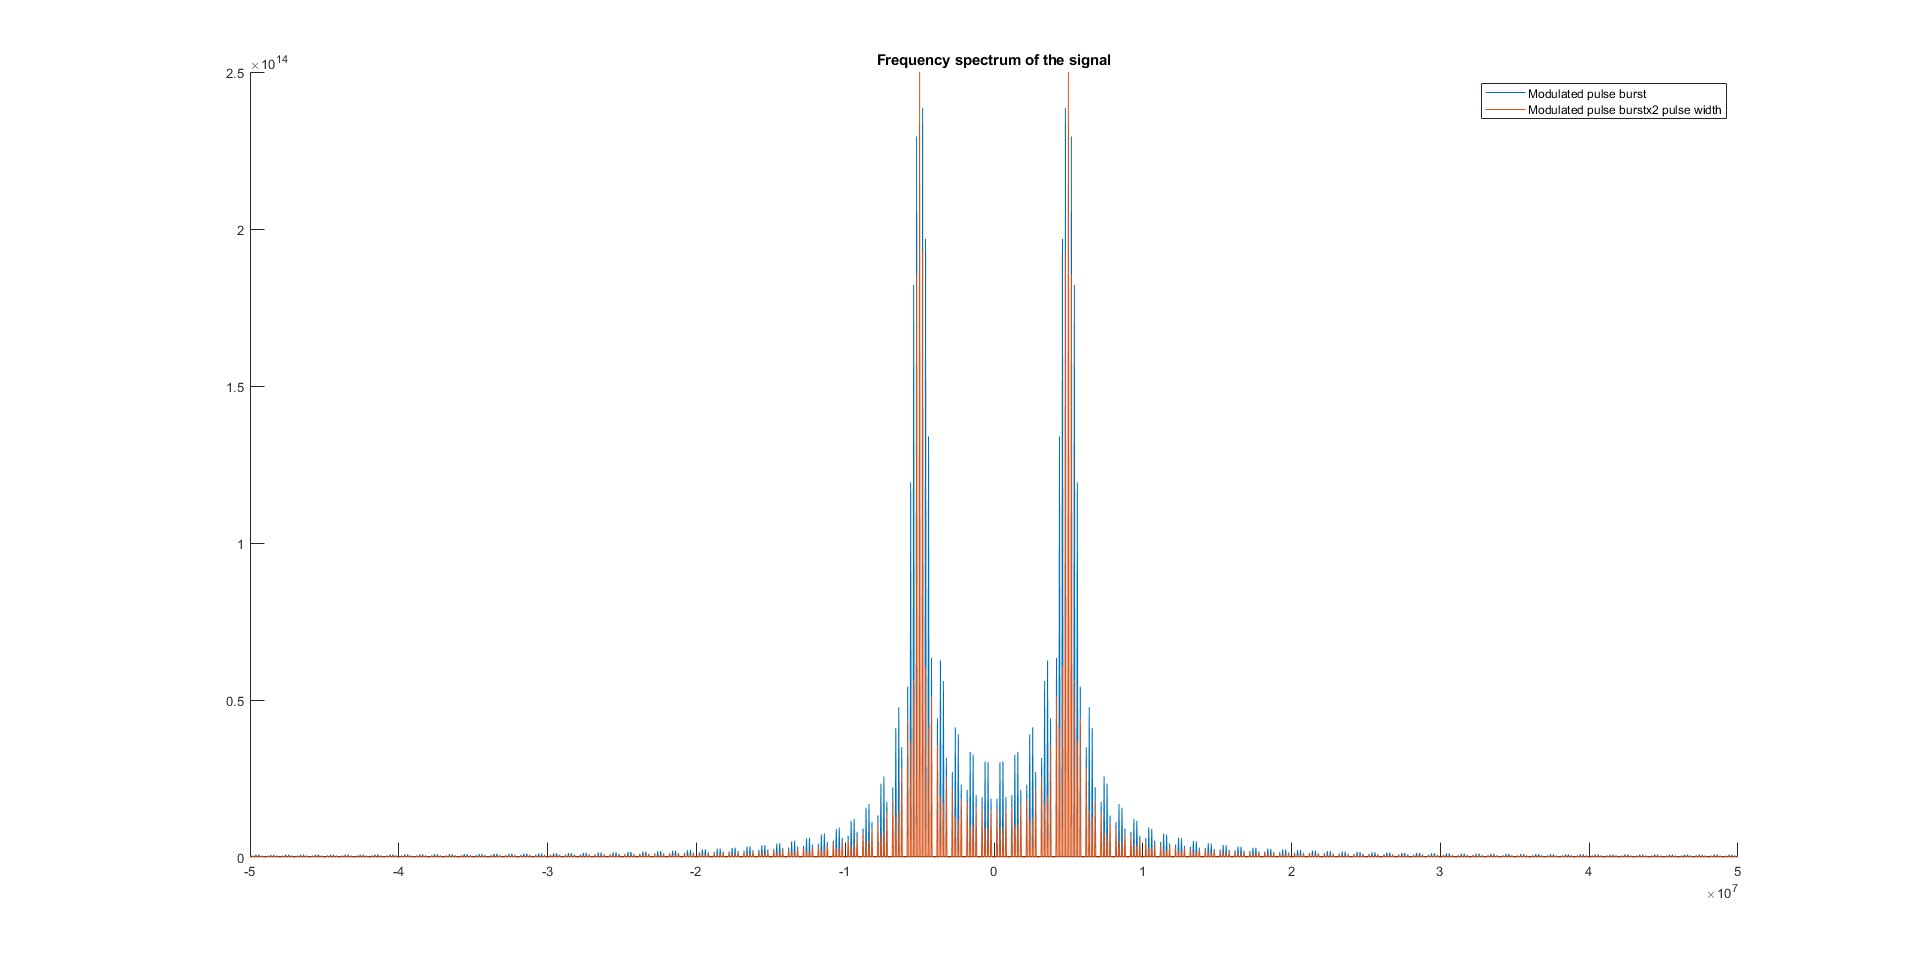 Frequency spectrum of the signal
×10^14
2.5
2
1.5
1
0.5
0
Modulated pulse burst
Modulated pulse burstx2 pulse width
-5 -4 -3 -2 -1 0 1 2 3 4 5
×10^7